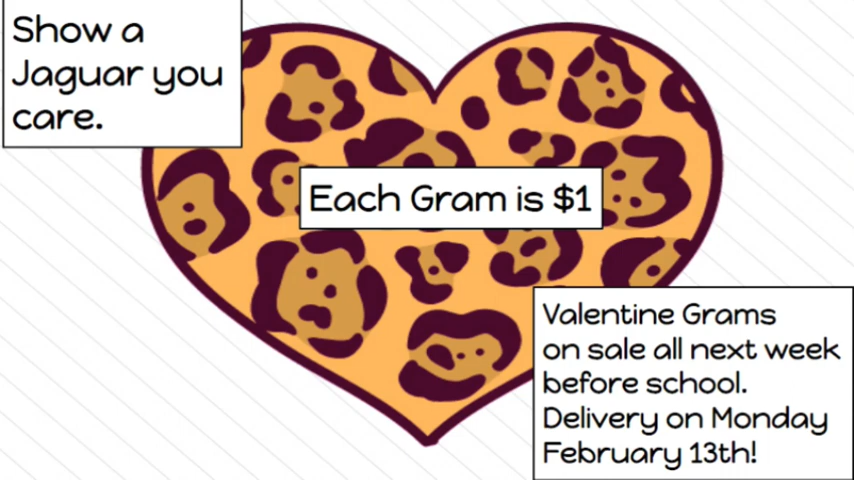 Show a
Jaguar you
care.
Each Gram is $1
Valentine Grams
on sale all next week
before school.
Delivery on Monday
February 13th!